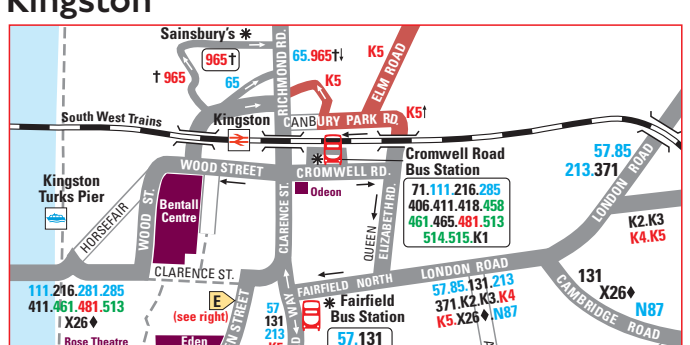 Kingston
Sainsbury's *
965†
† 965
65
65.965†↓
RICHMOND RD.
K5
K5
ELM ROAD
K5↑
South West Trains
Kingston
CANBURY PARK RD.
WOOD STREET
CROMWELL RD.
*
Cromwell Road
Bus Station
71.111.216.285
406.411.418.458
461.465.481.513
514.515.K1
57.85
213.371
LONDON ROAD
K2.K3
K4.K5
Kingston
Turks Pier
HORSEFAIR
WOOD ST.
Bentall
Centre
Odeon
CLARENCE ST.
QUEEN ELIZABETH RD.
CLARENCE ST.
111.216.281.285
411.461.481.513
X26♦
Rose Theatre
Eden
E
(see right)
N STREET
57
131
213
K5
D
WAY
FAIRFIELD NORTH
LONDON ROAD
* Fairfield
Bus Station
57.131
57.85.131.213
371.K2.K3.K4
K5.X26♦.N87
A
131
X26♦
N87
CAMBRIDGE ROAD